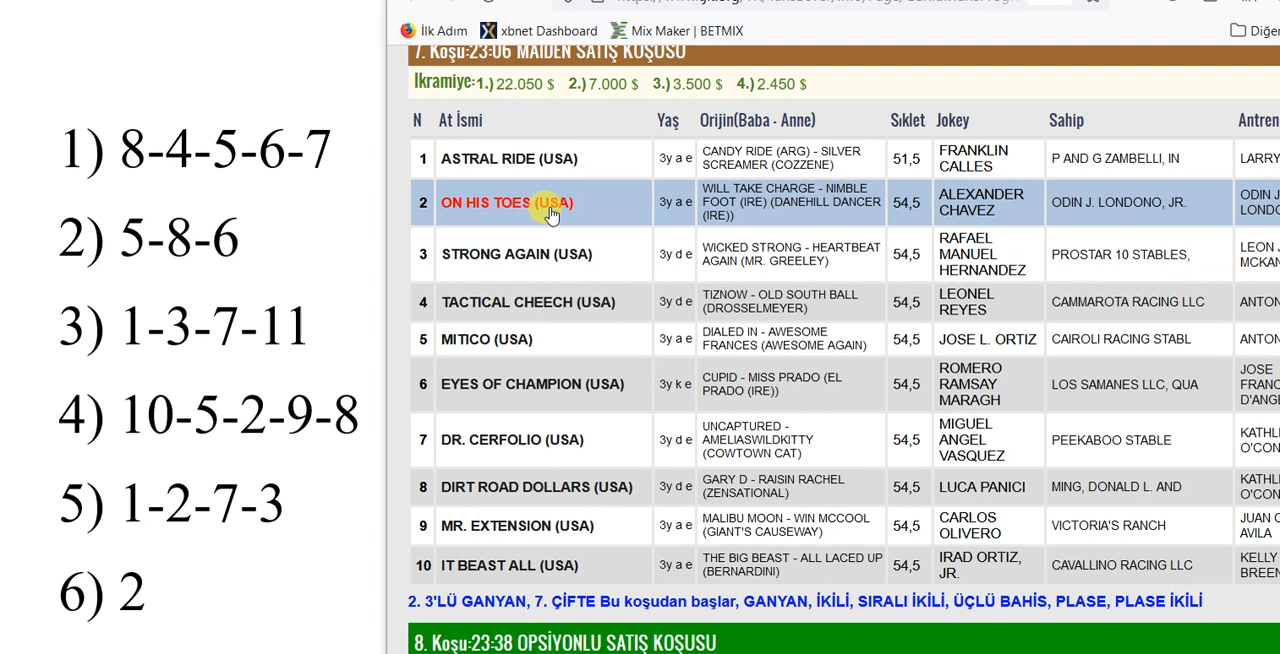 1) 8-4-5-6-7
2) 5-8-6
3) 1-3-7-11
4) 10-5-2-9-8
5) 1-2-7-3
6) 2
İlk Adım xbnet Dashboard Mix Maker | BETMIX Diğer
7. Koşu:23:06 MAIDEN SATIŞ KOŞUSU
İkramiye:1.) 22.050 $ 2.) 7.000 $ 3.) 3.500 $ 4.) 2.450 $
N At İsmi Yaş Orijin(Baba - Anne) Sıklet Jokey Sahip Antren
1 ASTRAL RIDE (USA) 3y a e CANDY RIDE (ARG) - SILVER SCREAMER (COZZENE) 51,5 FRANKLIN CALLES P AND G ZAMBELLI, IN LARRY
2 ON HIS TOES (USA) 3y a e WILL TAKE CHARGE - NIMBLE FOOT (IRE) (DANEHILL DANCER (IRE)) 54,5 ALEXANDER CHAVEZ ODIN J. LONDONO, JR. ODIN J LONDO
3 STRONG AGAIN (USA) 3y d e WICKED STRONG - HEARTBEAT AGAIN (MR. GREELEY) 54,5 RAFAEL MANUEL HERNANDEZ PROSTAR 10 STABLES, LEON J MCKAN
4 TACTICAL CHEECH (USA) 3y d e TIZNOW - OLD SOUTH BALL (DROSSELMEYER) 54,5 LEONEL REYES CAMMAROTA RACING LLC ANTON
5 MITICO (USA) 3y a e DIALED IN - AWESOME FRANCES (AWESOME AGAIN) 54,5 JOSE L. ORTIZ CAIROLI RACING STABL ANTON
6 EYES OF CHAMPION (USA) 3y k e CUPID - MISS PRADO (EL PRADO (IRE)) 54,5 ROMERO RAMSAY MARAGH LOS SAMANES LLC, QUA JOSE FRANC D'ANGE
7 DR. CERFOLIO (USA) 3y d e UNCAPTURED - AMELIASWILDKITTY (COWTOWN CAT) 54,5 MIGUEL ANGEL VASQUEZ PEEKABOO STABLE KATHL O'CON
8 DIRT ROAD DOLLARS (USA) 3y d e GARY D - RAISIN RACHEL (ZENSATIONAL) 54,5 LUCA PANICI MING, DONALD L. AND KATHL O'CON
9 MR. EXTENSION (USA) 3y a e MALIBU MOON - WIN MCCOOL (GIANT'S CAUSEWAY) 54,5 CARLOS OLIVERO VICTORIA'S RANCH JUAN C AVILA
10 IT BEAST ALL (USA) 3y a e THE BIG BEAST - ALL LACED UP (BERNARDINI) 54,5 IRAD ORTIZ, JR. CAVALLINO RACING LLC KELLY BREEN
2. 3'LÜ GANYAN, 7. ÇİFTE Bu koşudan başlar, GANYAN, İKİLİ, SIRALI İKİLİ, ÜÇLÜ BAHİS, PLASE, PLASE İKİLİ
8. Koşu:23:38 OPSİYONLU SATIŞ KOŞUSU